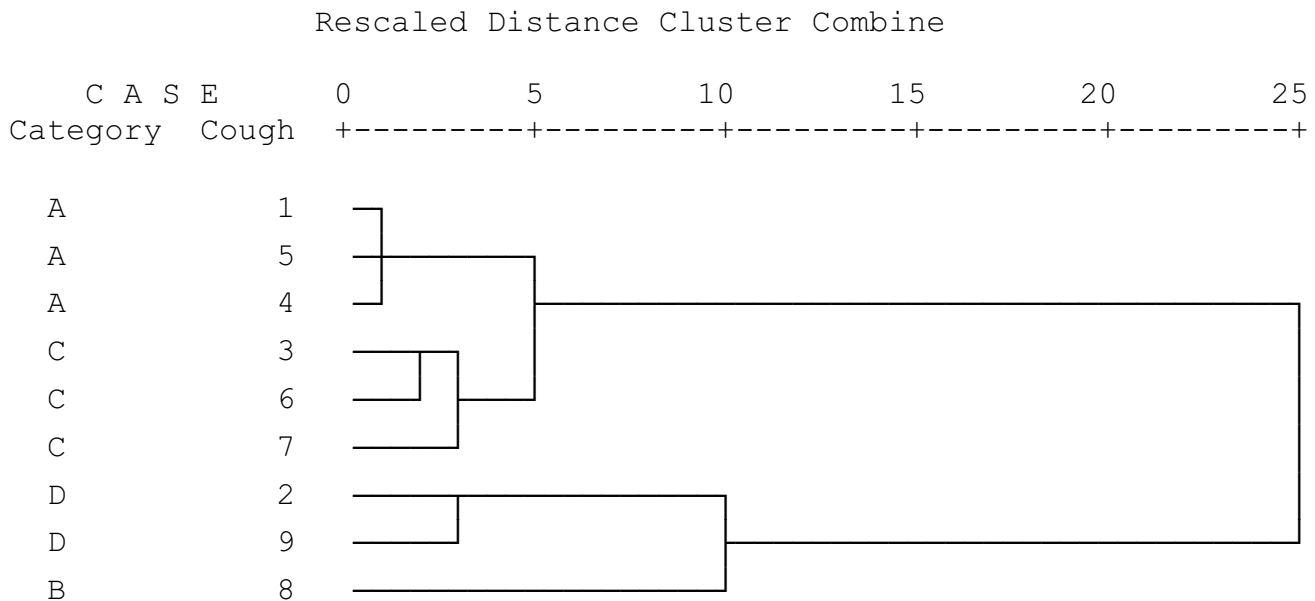 Rescaled Distance Cluster Combine
C A S E 0 5 10 15 20 25
Category Cough +---------+---------+---------+---------+---------+
A 1
A 5
A 4
C 3
C 6
C 7
D 2
D 9
B 8